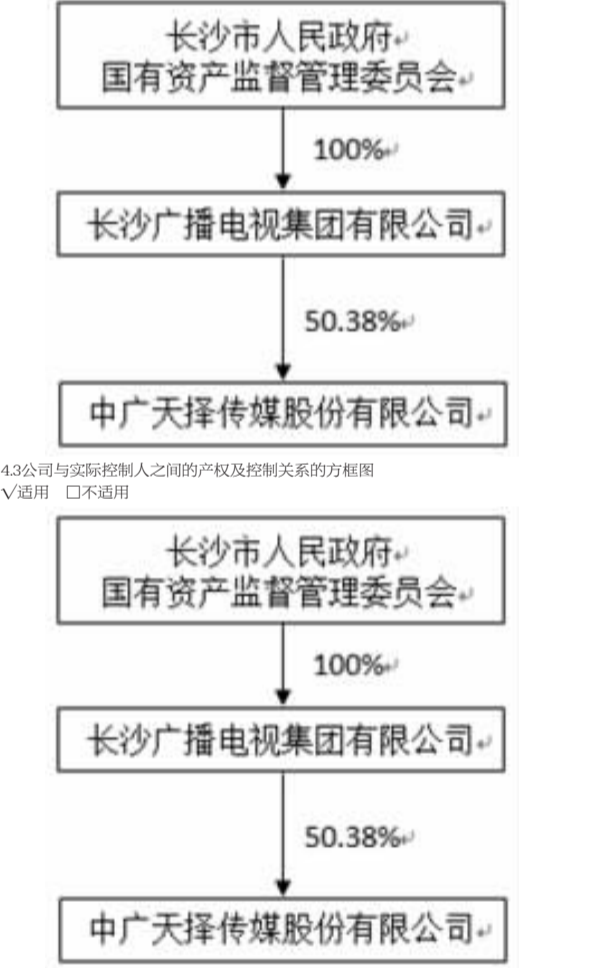 长沙市人民政府
国有资产监督管理委员会
100%
长沙广播电视集团有限公司
50.38%
中广天择传媒股份有限公司
4.3公司与实际控制人之间的产权及控制关系的方框图
√适用 □不适用
长沙市人民政府
国有资产监督管理委员会
100%
长沙广播电视集团有限公司
50.38%
中广天择传媒股份有限公司